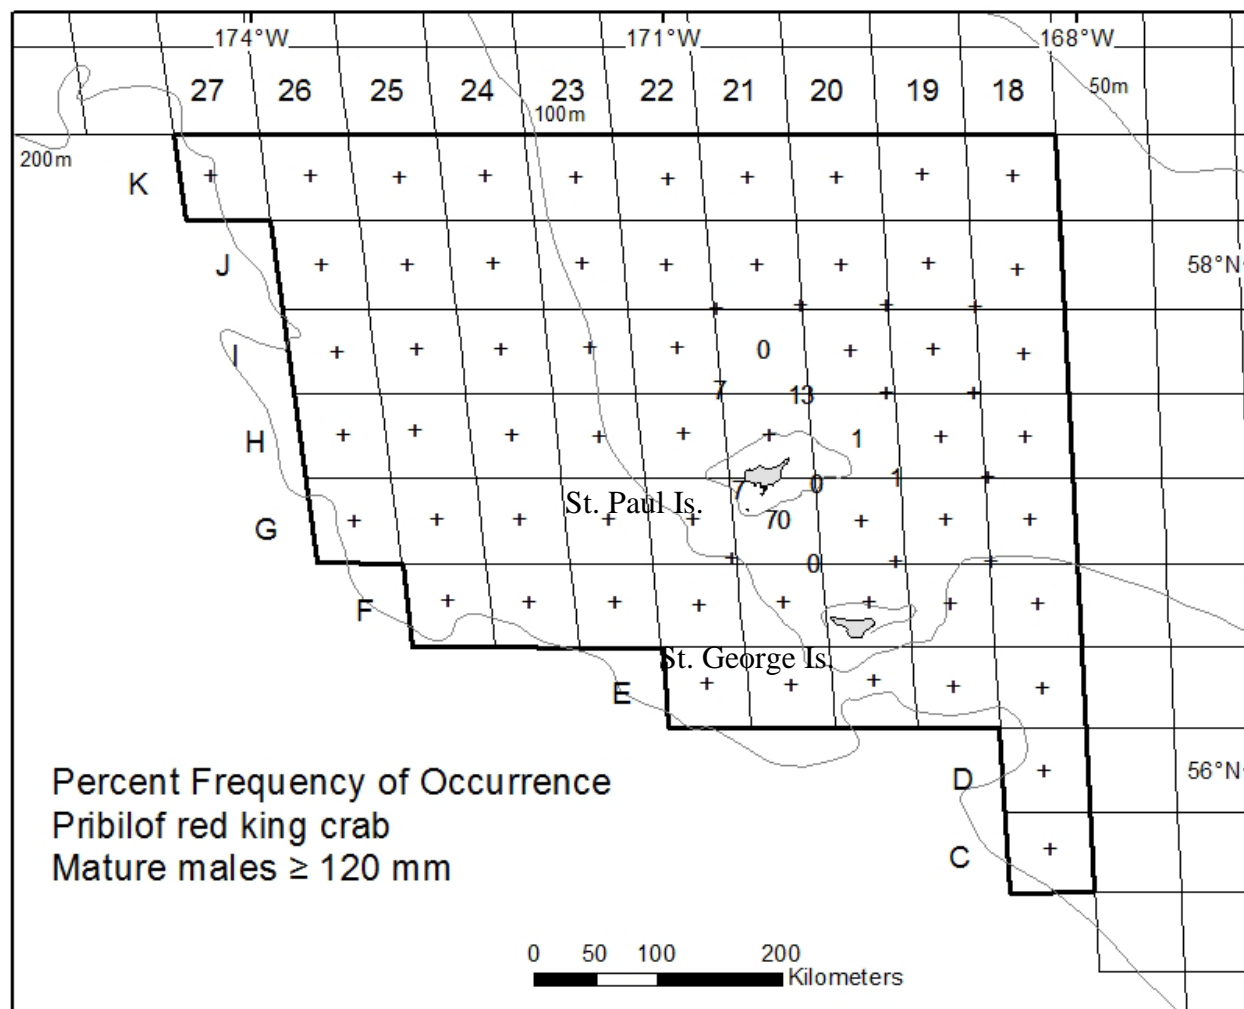 174°W 171°W 168°W
27 26 25 24 23 22 21 20 19 18
50m
100m
200m
K
J
58°N
I
0
7 13
H
1
7 0 1
St. Paul Is.
70
G
0
F
St. George Is.
E
Percent Frequency of Occurrence
D
56°N
Pribilof red king crab
C
Mature males ≥ 120 mm
0 50 100 200
Kilometers